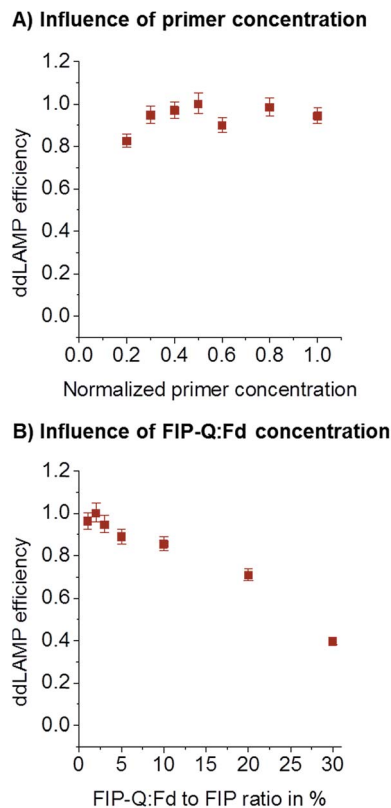 A) Influence of primer concentration
1.2
1.0
0.8
0.6
0.4
0.2
0.0
ddLAMP efficiency
0.0 0.2 0.4 0.6 0.8 1.0
Normalized primer concentration
B) Influence of FIP-Q:Fd concentration
1.2
1.0
0.8
0.6
0.4
0.2
0.0
ddLAMP efficiency
0 5 10 15 20 25 30
FIP-Q:Fd to FIP ratio in %